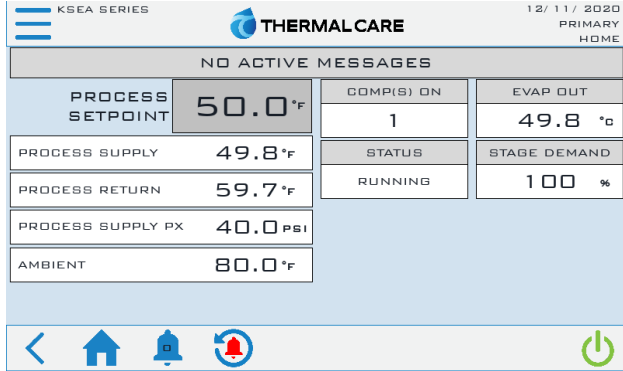 KSEA SERIES
THERMALCARE
12/11/2020
PRIMARY
HOME
NO ACTIVE MESSAGES
PROCESS
SETPOINT
50.0°F
PROCESS SUPPLY 49.8°F
PROCESS RETURN 59.7°F
PROCESS SUPPLY PX 40.0 PSI
AMBIENT 80.0°F
COMP(S) ON
1
STATUS
RUNNING
EVAP OUT
49.8 °C
STAGE DEMAND
100 %